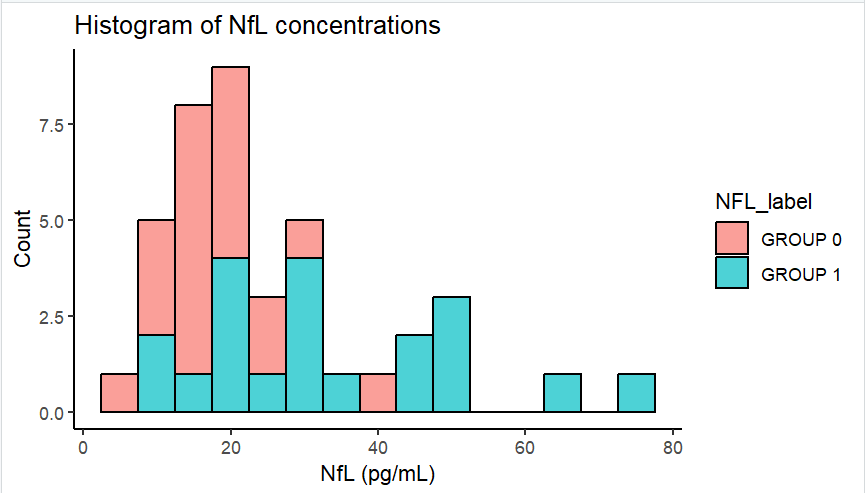 Histogram of NfL concentrations
7.5
5.0
2.5
0.0
Count
0 20 40 60 80
NfL (pg/mL)
NFL_label
GROUP 0
GROUP 1